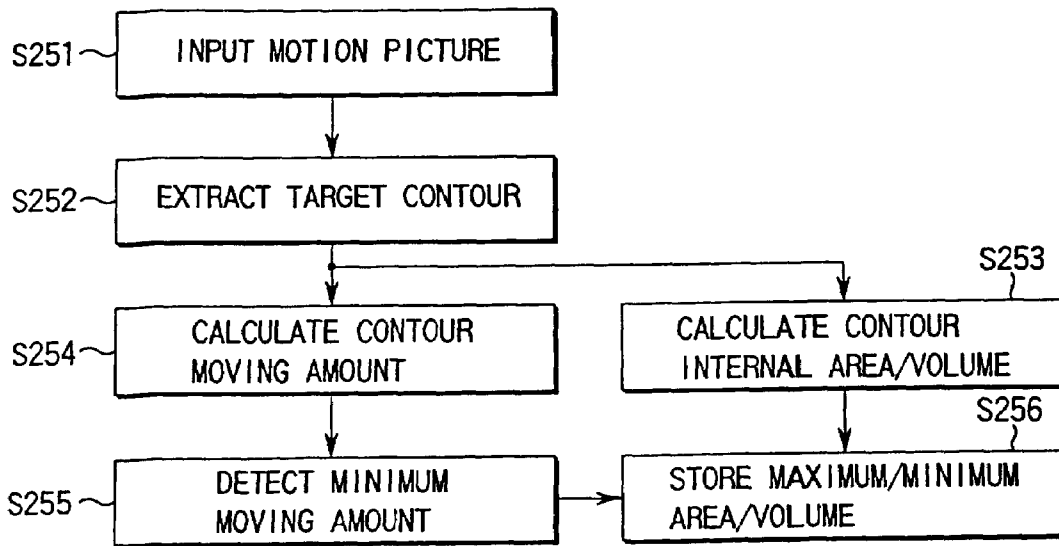 S251
INPUT MOTION PICTURE
S252
EXTRACT TARGET CONTOUR
S253
S254
CALCULATE CONTOUR
MOVING AMOUNT
CALCULATE CONTOUR
INTERNAL AREA/VOLUME
S256
S255
DETECT MINIMUM
MOVING AMOUNT
STORE MAXIMUM/MINIMUM
AREA/VOLUME